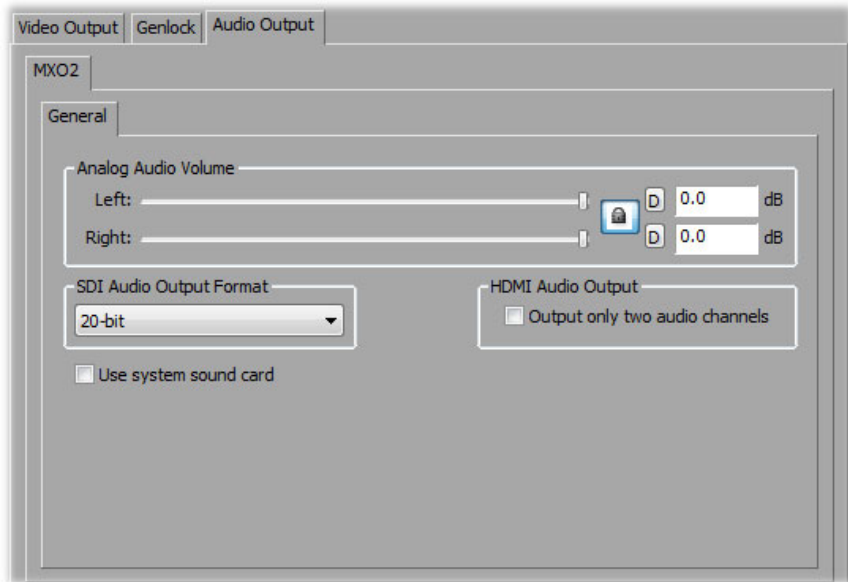 Video Output Genlock Audio Output
MXO2
General
Analog Audio Volume
Left: D 0.0 dB
Right: D 0.0 dB
SDI Audio Output Format HDMI Audio Output
20-bit Output only two audio channels
Use system sound card